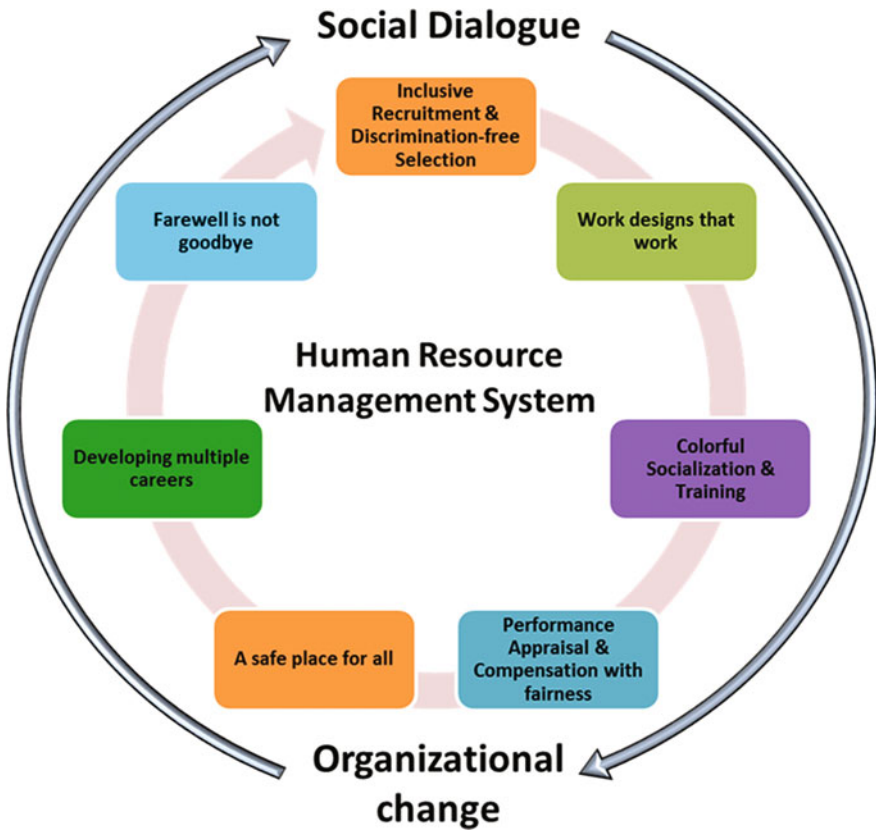 Social Dialogue
Inclusive
Recruitment &
Discrimination-free
Selection
Farewell is not
goodbye
Work designs that
work
Human Resource
Management System
Developing multiple
careers
Colorful
Socialization &
Training
A safe place for all
Performance
Appraisal &
Compensation with
fairness
Organizational
change